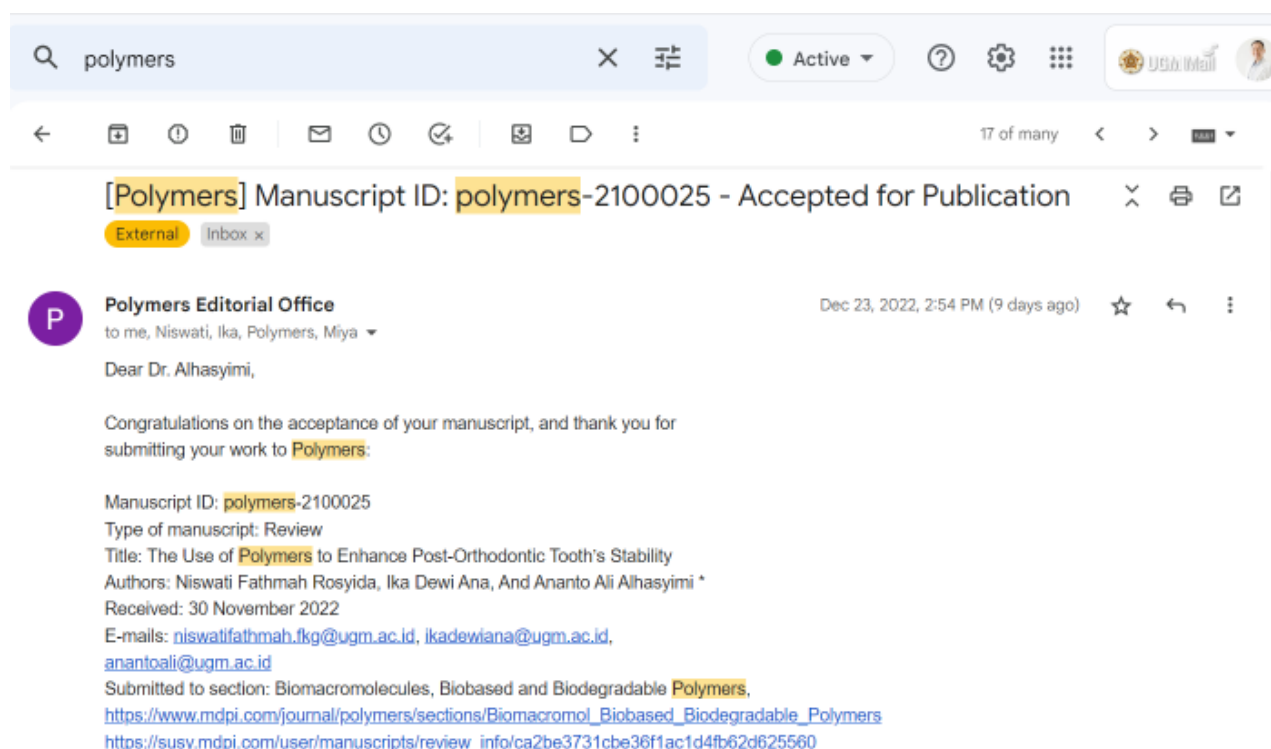 polymers
Active
17 of many
[Polymers] Manuscript ID: polymers-2100025 - Accepted for Publication
External Inbox x
P
Polymers Editorial Office
Dec 23, 2022, 2:54 PM (9 days ago)
to me, Niswati, Ika, Polymers, Miya
Dear Dr. Alhasyimi,
Congratulations on the acceptance of your manuscript, and thank you for
submitting your work to Polymers:
Manuscript ID: polymers-2100025
Type of manuscript: Review
Title: The Use of Polymers to Enhance Post-Orthodontic Tooth's Stability
Authors: Niswati Fathmah Rosyida, Ika Dewi Ana, And Ananto Ali Alhasyimi *
Received: 30 November 2022
E-mails: niswatifathmah.fkg@ugm.ac.id, ikadewiana@ugm.ac.id,
anantoali@ugm.ac.id
Submitted to section: Biomacromolecules, Biobased and Biodegradable Polymers,
https://www.mdpi.com/journal/polymers/sections/Biomacromol_Biobased_Biodegradable_Polymers
https://susy.mdpi.com/user/manuscripts/review_info/ca2be3731cbe36f1ac1d4fb62d625560